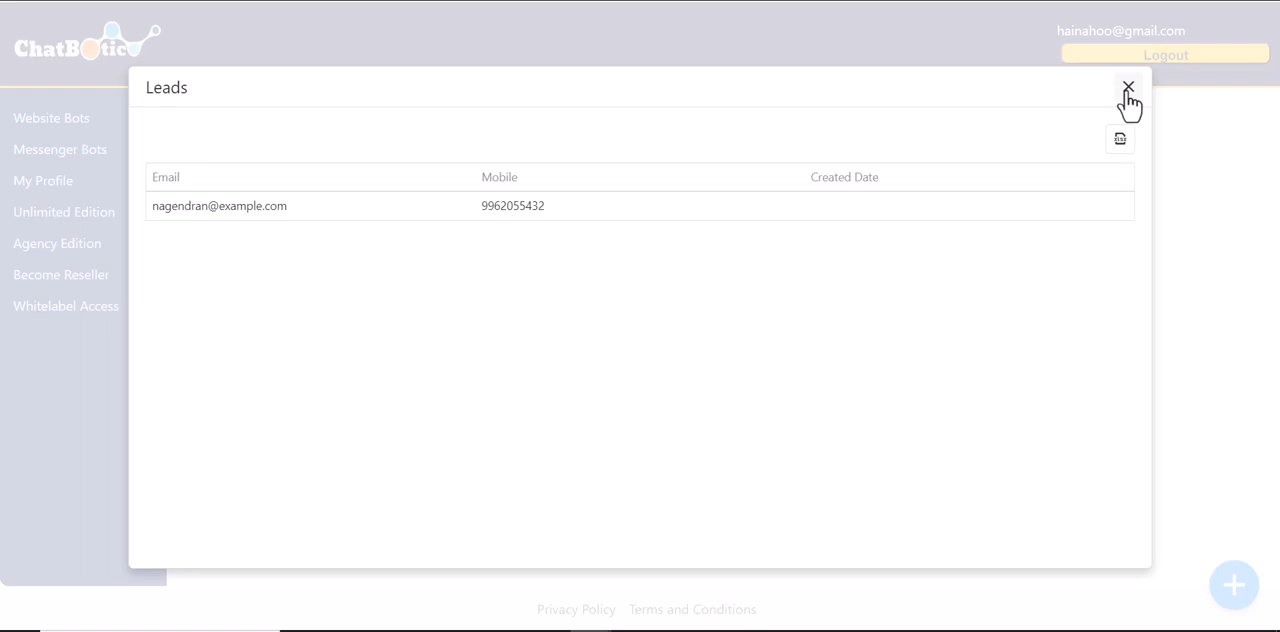 ChatBotic
hainahoo@gmail.com
Logout
Leads
Website Bots
Messenger Bots
My Profile
Unlimited Edition
Agency Edition
Become Reseller
Whitelabel Access
Email Mobile Created Date
nagendran@example.com 9962055432
Privacy Policy Terms and Conditions